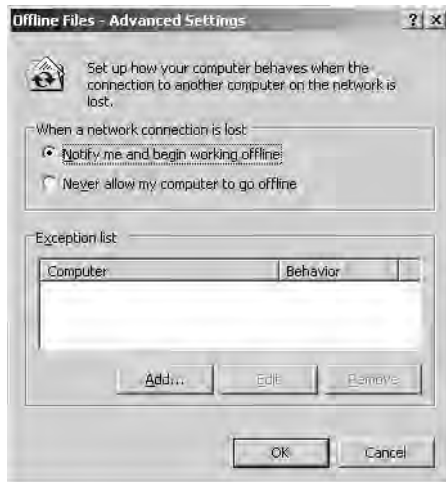 Offline Files - Advanced Settings
Set up how your computer behaves when the
connection to another computer on the network is
lost.
When a network connection is lost
Notify me and begin working offline
Never allow my computer to go offline
Exception list
Computer Behavior
Add... Edit Remove
OK Cancel